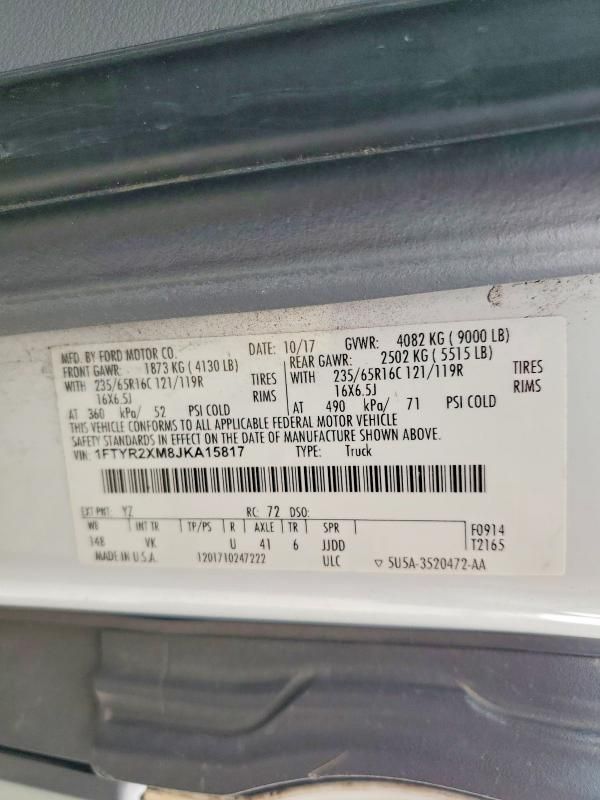 MFD. BY FORD MOTOR CO. DATE: 10/17 GVWR: 4082 KG ( 9000 LB)
FRONT GAWR: 1873 KG ( 4130 LB) REAR GAWR: 2502 KG ( 5515 LB)
WITH 235/65R16C 121/119R TIRES WITH 235/65R16C 121/119R TIRES
16X6.5J RIMS 16X6.5J RIMS
AT 360 kPa/ 52 PSI COLD AT 490 kPa/ 71 PSI COLD
THIS VEHICLE CONFORMS TO ALL APPLICABLE FEDERAL MOTOR VEHICLE
SAFETY STANDARDS IN EFFECT ON THE DATE OF MANUFACTURE SHOWN ABOVE.
VIN: 1FTYR2XM8JKA15817 TYPE: Truck
EXT PNT: YZ RC: 72 DSO:
WB INT TR TP/PS R AXLE TR SPR F0914
148 VK U 41 6 JJDD T2165
MADE IN U.S.A. 1201710247222 ULC ▽ 5U5A-3520472-AA